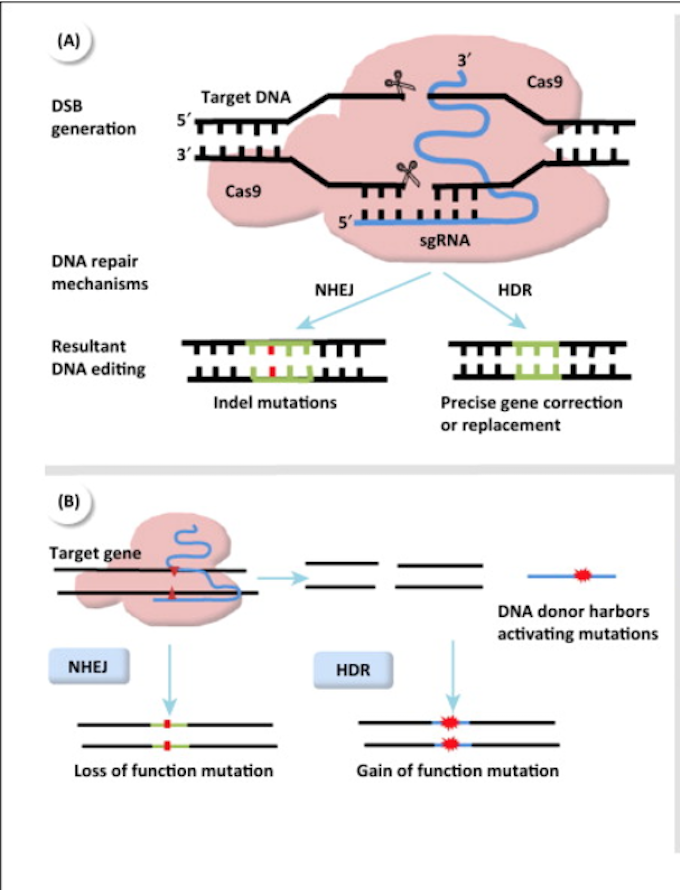 (A)
DSB
generation
Target DNA
3′
Cas9
5′
3′
Cas9
5′
sgRNA
DNA repair
mechanisms
NHEJ
HDR
Resultant
DNA editing
Indel mutations
Precise gene correction
or replacement
(B)
Target gene
DNA donor harbors
activating mutations
NHEJ
HDR
Loss of function mutation
Gain of function mutation